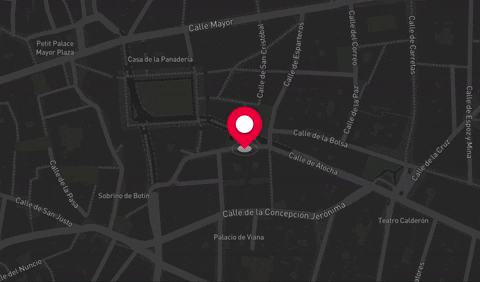 Calle Mayor
Petit Palace
Mayor Plaza
Casa de la Panadería
Calle de San Cristóbal
Calle de Esparteros
Calle del Correo
Calle de la Paz
Calle de Carretas
Calle de Espoz y Mina
Calle de la Bolsa
Calle de Atocha
Calle de la Cruz
Calle de la Pasa
Sobrino de Botín
Calle de San Justo
Calle de la Concepción Jerónima
Teatro Calderón
Palacio de Viana
Calle del Nuncio